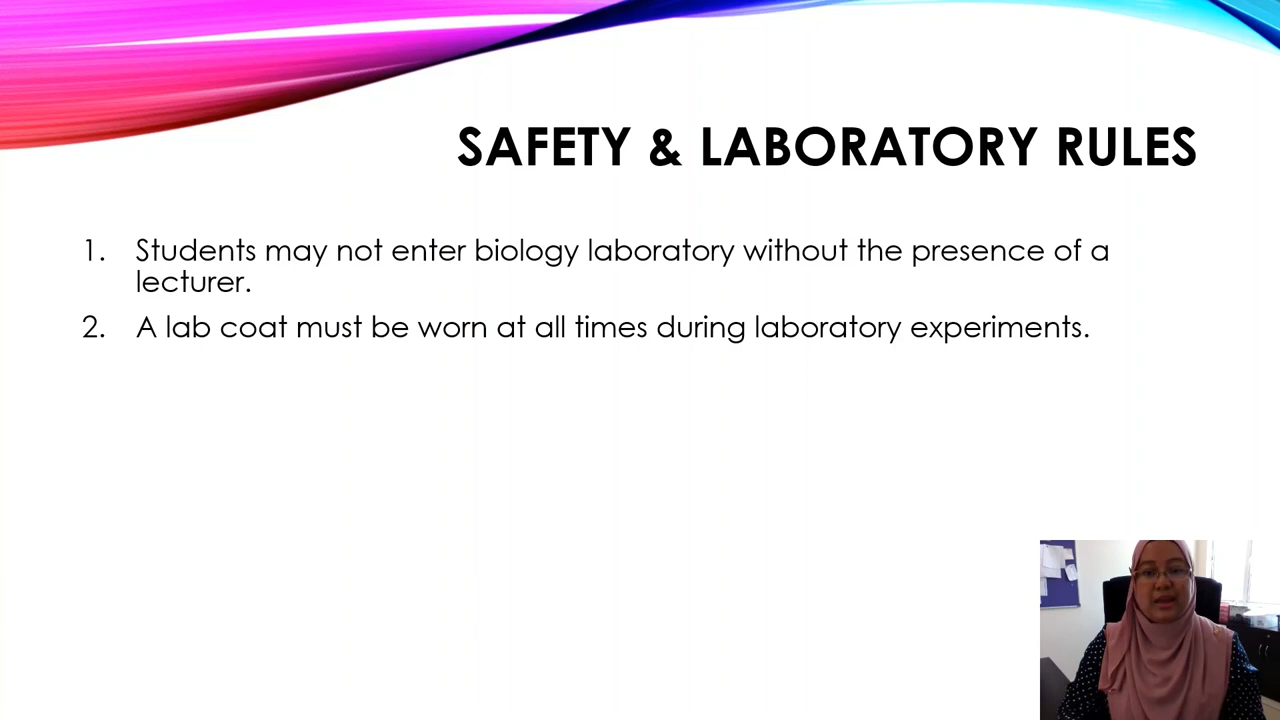 SAFETY & LABORATORY RULES
1. Students may not enter biology laboratory without the presence of a
lecturer.
2. A lab coat must be worn at all times during laboratory experiments.